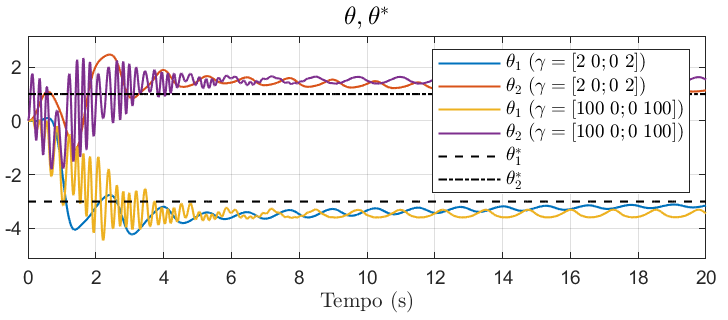 θ, θ*
2
0
-2
-4
0 2 4 6 8 10 12 14 16 18 20
Tempo (s)
θ₁ (γ = [2 0; 0 2])
θ₂ (γ = [2 0; 0 2])
θ₁ (γ = [100 0; 0 100])
θ₂ (γ = [100 0; 0 100])
θ₁*
θ₂*